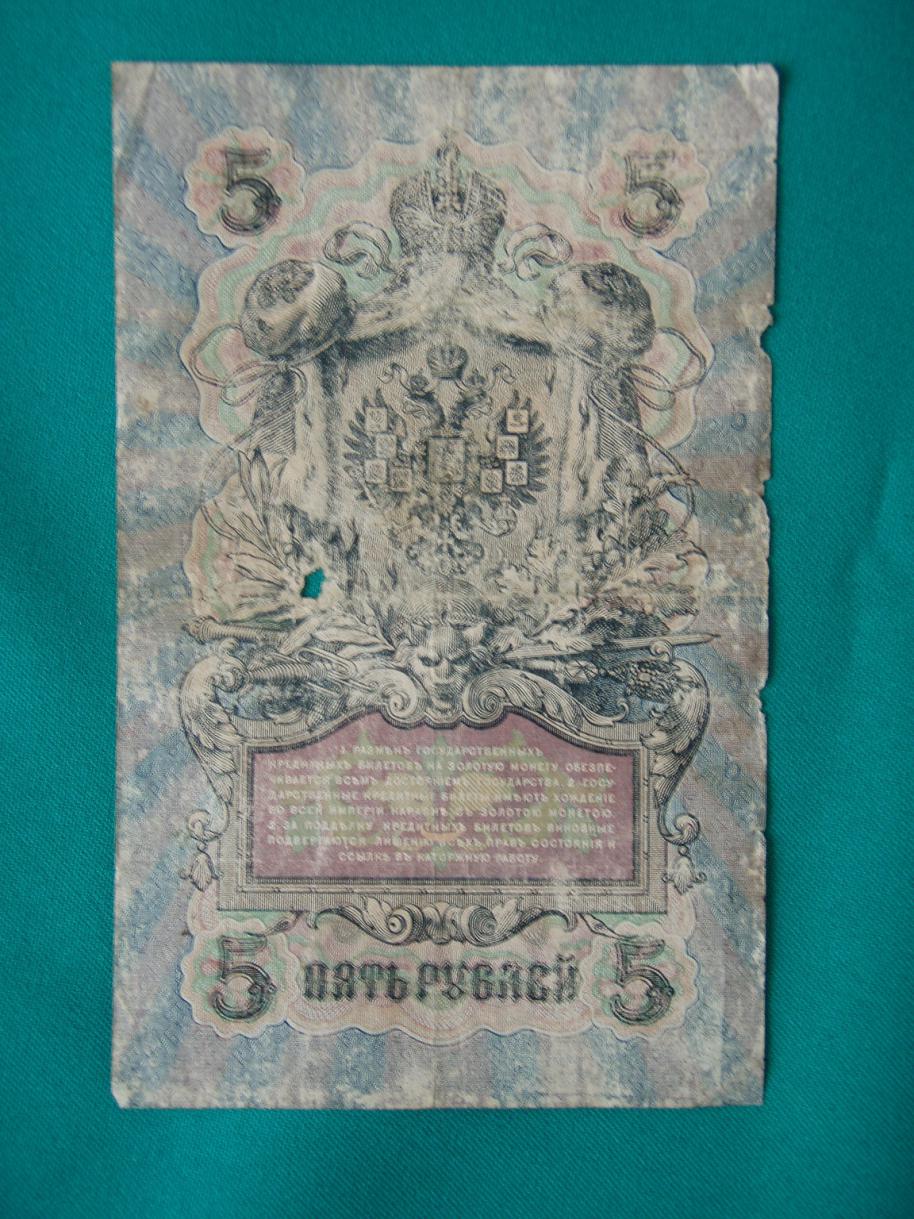 5 5
1. РАЗМѢНЪ ГОСУДАРСТВЕННЫХЪ
КРЕДИТНЫХЪ БИЛЕТОВЪ НА ЗОЛОТУЮ МОНЕТУ ОБЕЗПЕ-
ЧИВАЕТСЯ ВСѢМЪ ДОСТОЯНІЕМЪ ГОСУДАРСТВА. 2. ГОСУ-
ДАРСТВЕННЫЕ КРЕДИТНЫЕ БИЛЕТЫ ИМѢЮТЪ ХОЖДЕНІЕ
ВО ВСЕЙ ИМПЕРІИ НАРАВНѢ СЪ ЗОЛОТОЮ МОНЕТОЮ.
3. ЗА ПОДДѢЛКУ КРЕДИТНЫХЪ БИЛЕТОВЪ ВИНОВНЫЕ
ПОДВЕРГАЮТСЯ ЛИШЕНІЮ ВСѢХЪ ПРАВЪ СОСТОЯНІЯ И
ССЫЛКѢ ВЪ КАТОРЖНУЮ РАБОТУ.
5 ПЯТЬ РУБЛЕЙ 5